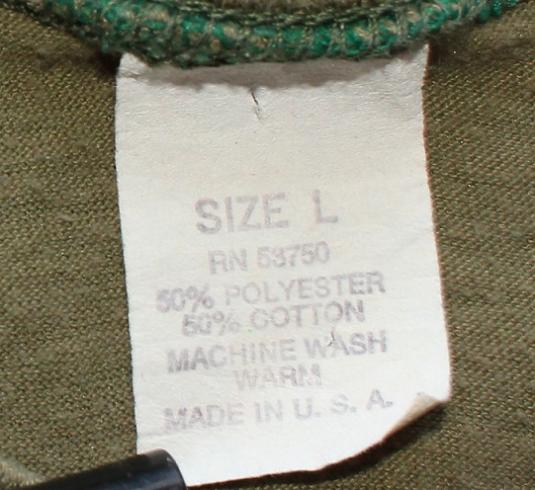 SIZE L
RN 53750
50% POLYESTER
50% COTTON
MACHINE WASH
WARM
MADE IN U. S. A.